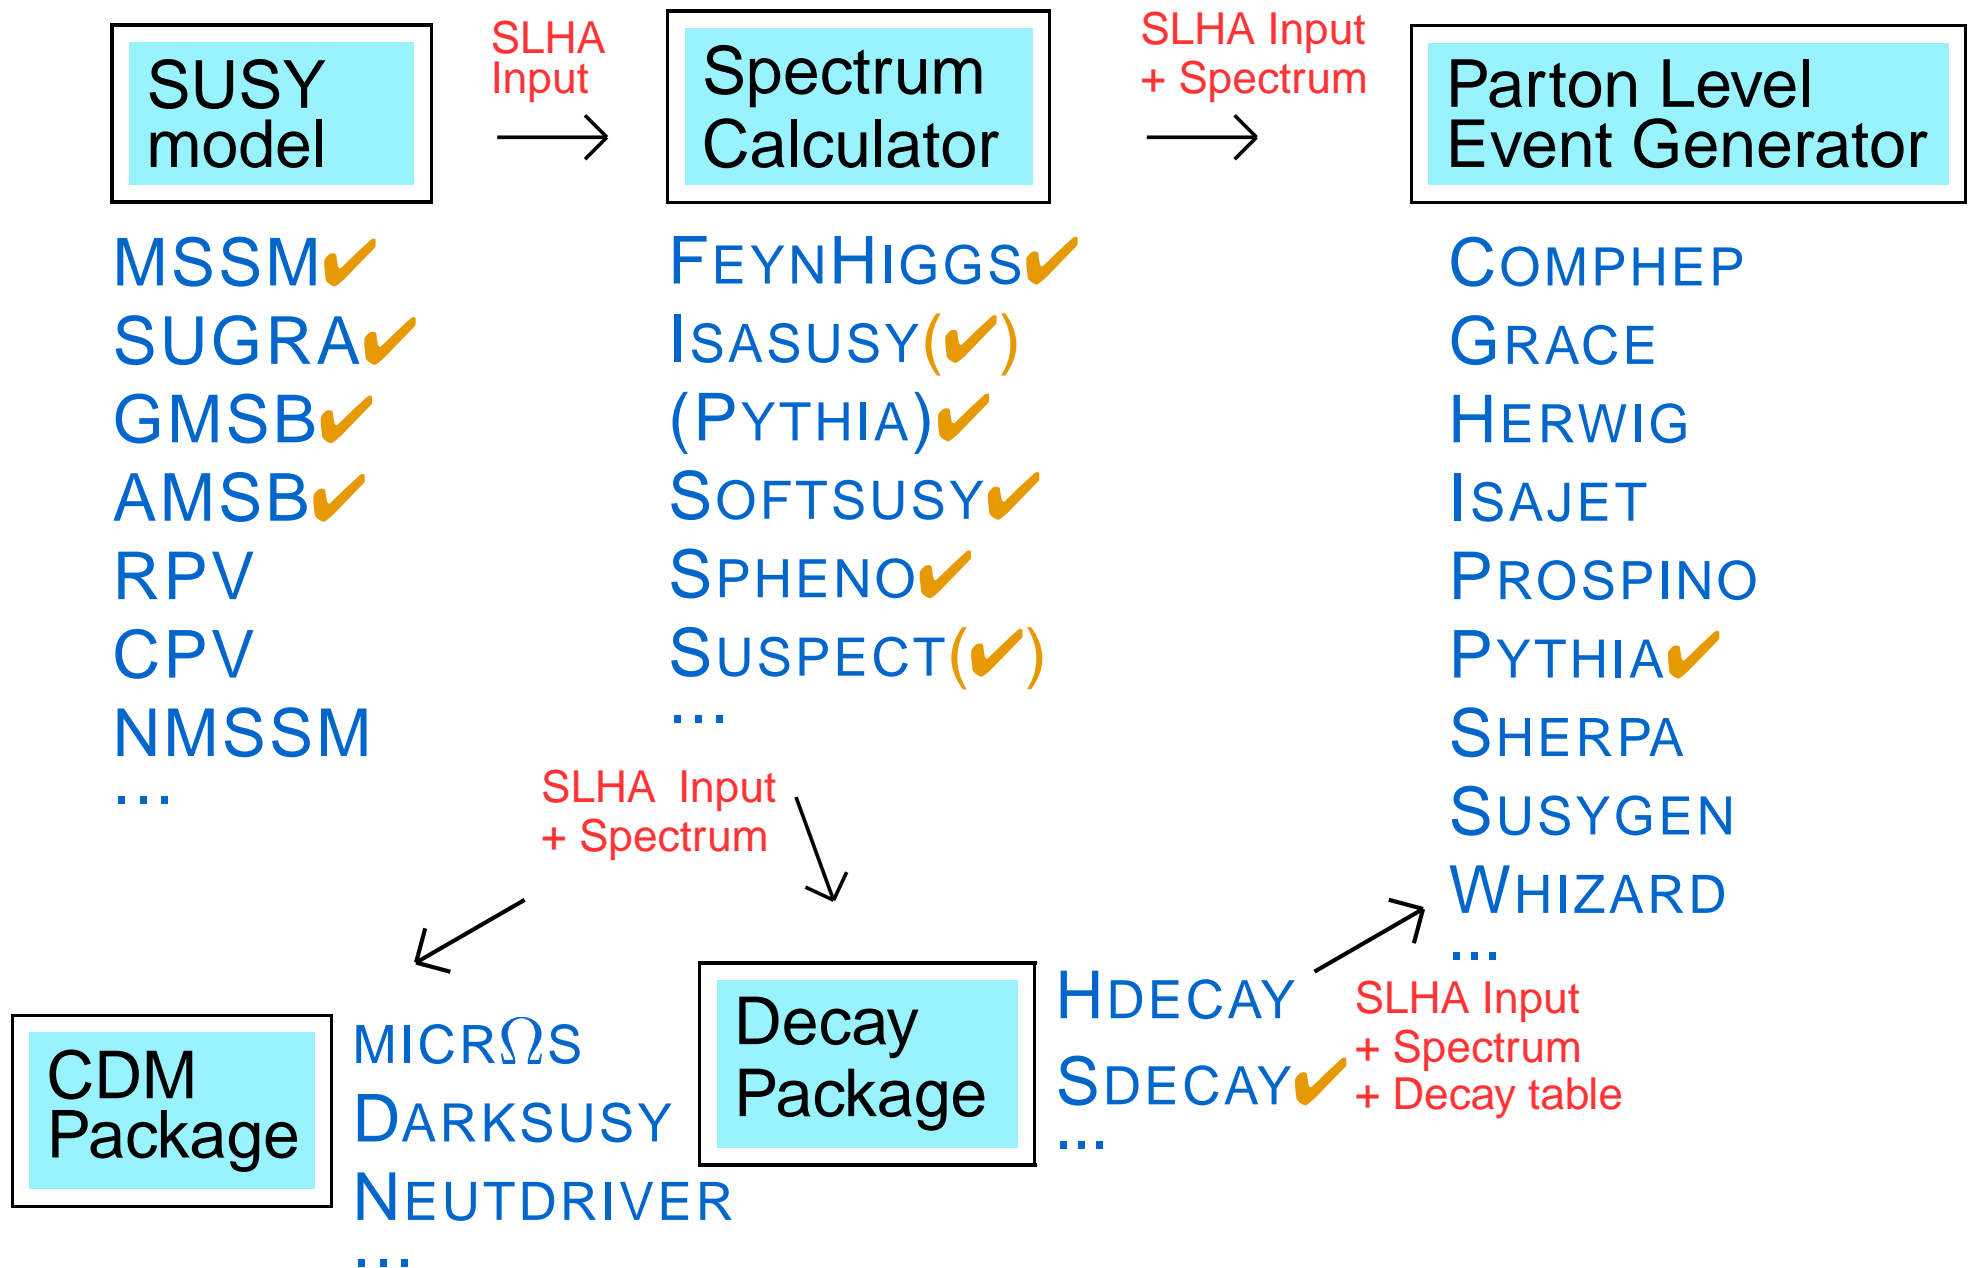 SUSY
model
SLHA
Input
Spectrum
Calculator
SLHA Input
+ Spectrum
Parton Level
Event Generator
MSSM✔
SUGRA✔
GMSB✔
AMSB✔
RPV
CPV
NMSSM
...
FEYNHIGGS✔
ISASUSY(✔)
(PYTHIA)✔
SOFTSUSY✔
SPHENO✔
SUSPECT(✔)
...
COMPHEP
GRACE
HERWIG
ISAJET
PROSPINO
PYTHIA✔
SHERPA
SUSYGEN
WHIZARD
...
SLHA Input
+ Spectrum
CDM
Package
MICRΩS
DARKSUSY
NEUTDRIVER
...
Decay
Package
HDECAY
SDECAY✔
...
SLHA Input
+ Spectrum
+ Decay table